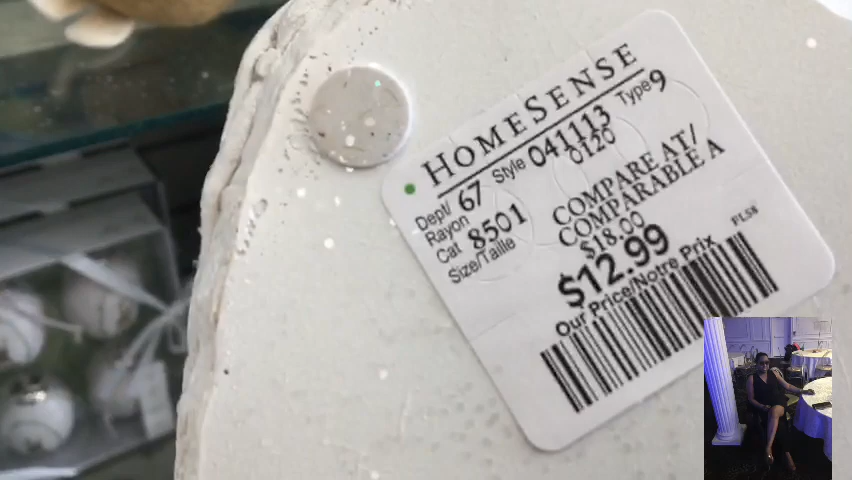 HOMESENSE
Dept/ 67 Style 041113 Type 9
Rayon 0120
Cat 8501
Size/Taille
COMPARE AT/
COMPARABLE A
$18.00
$12.99
Our Price/Notre Prix
FL58